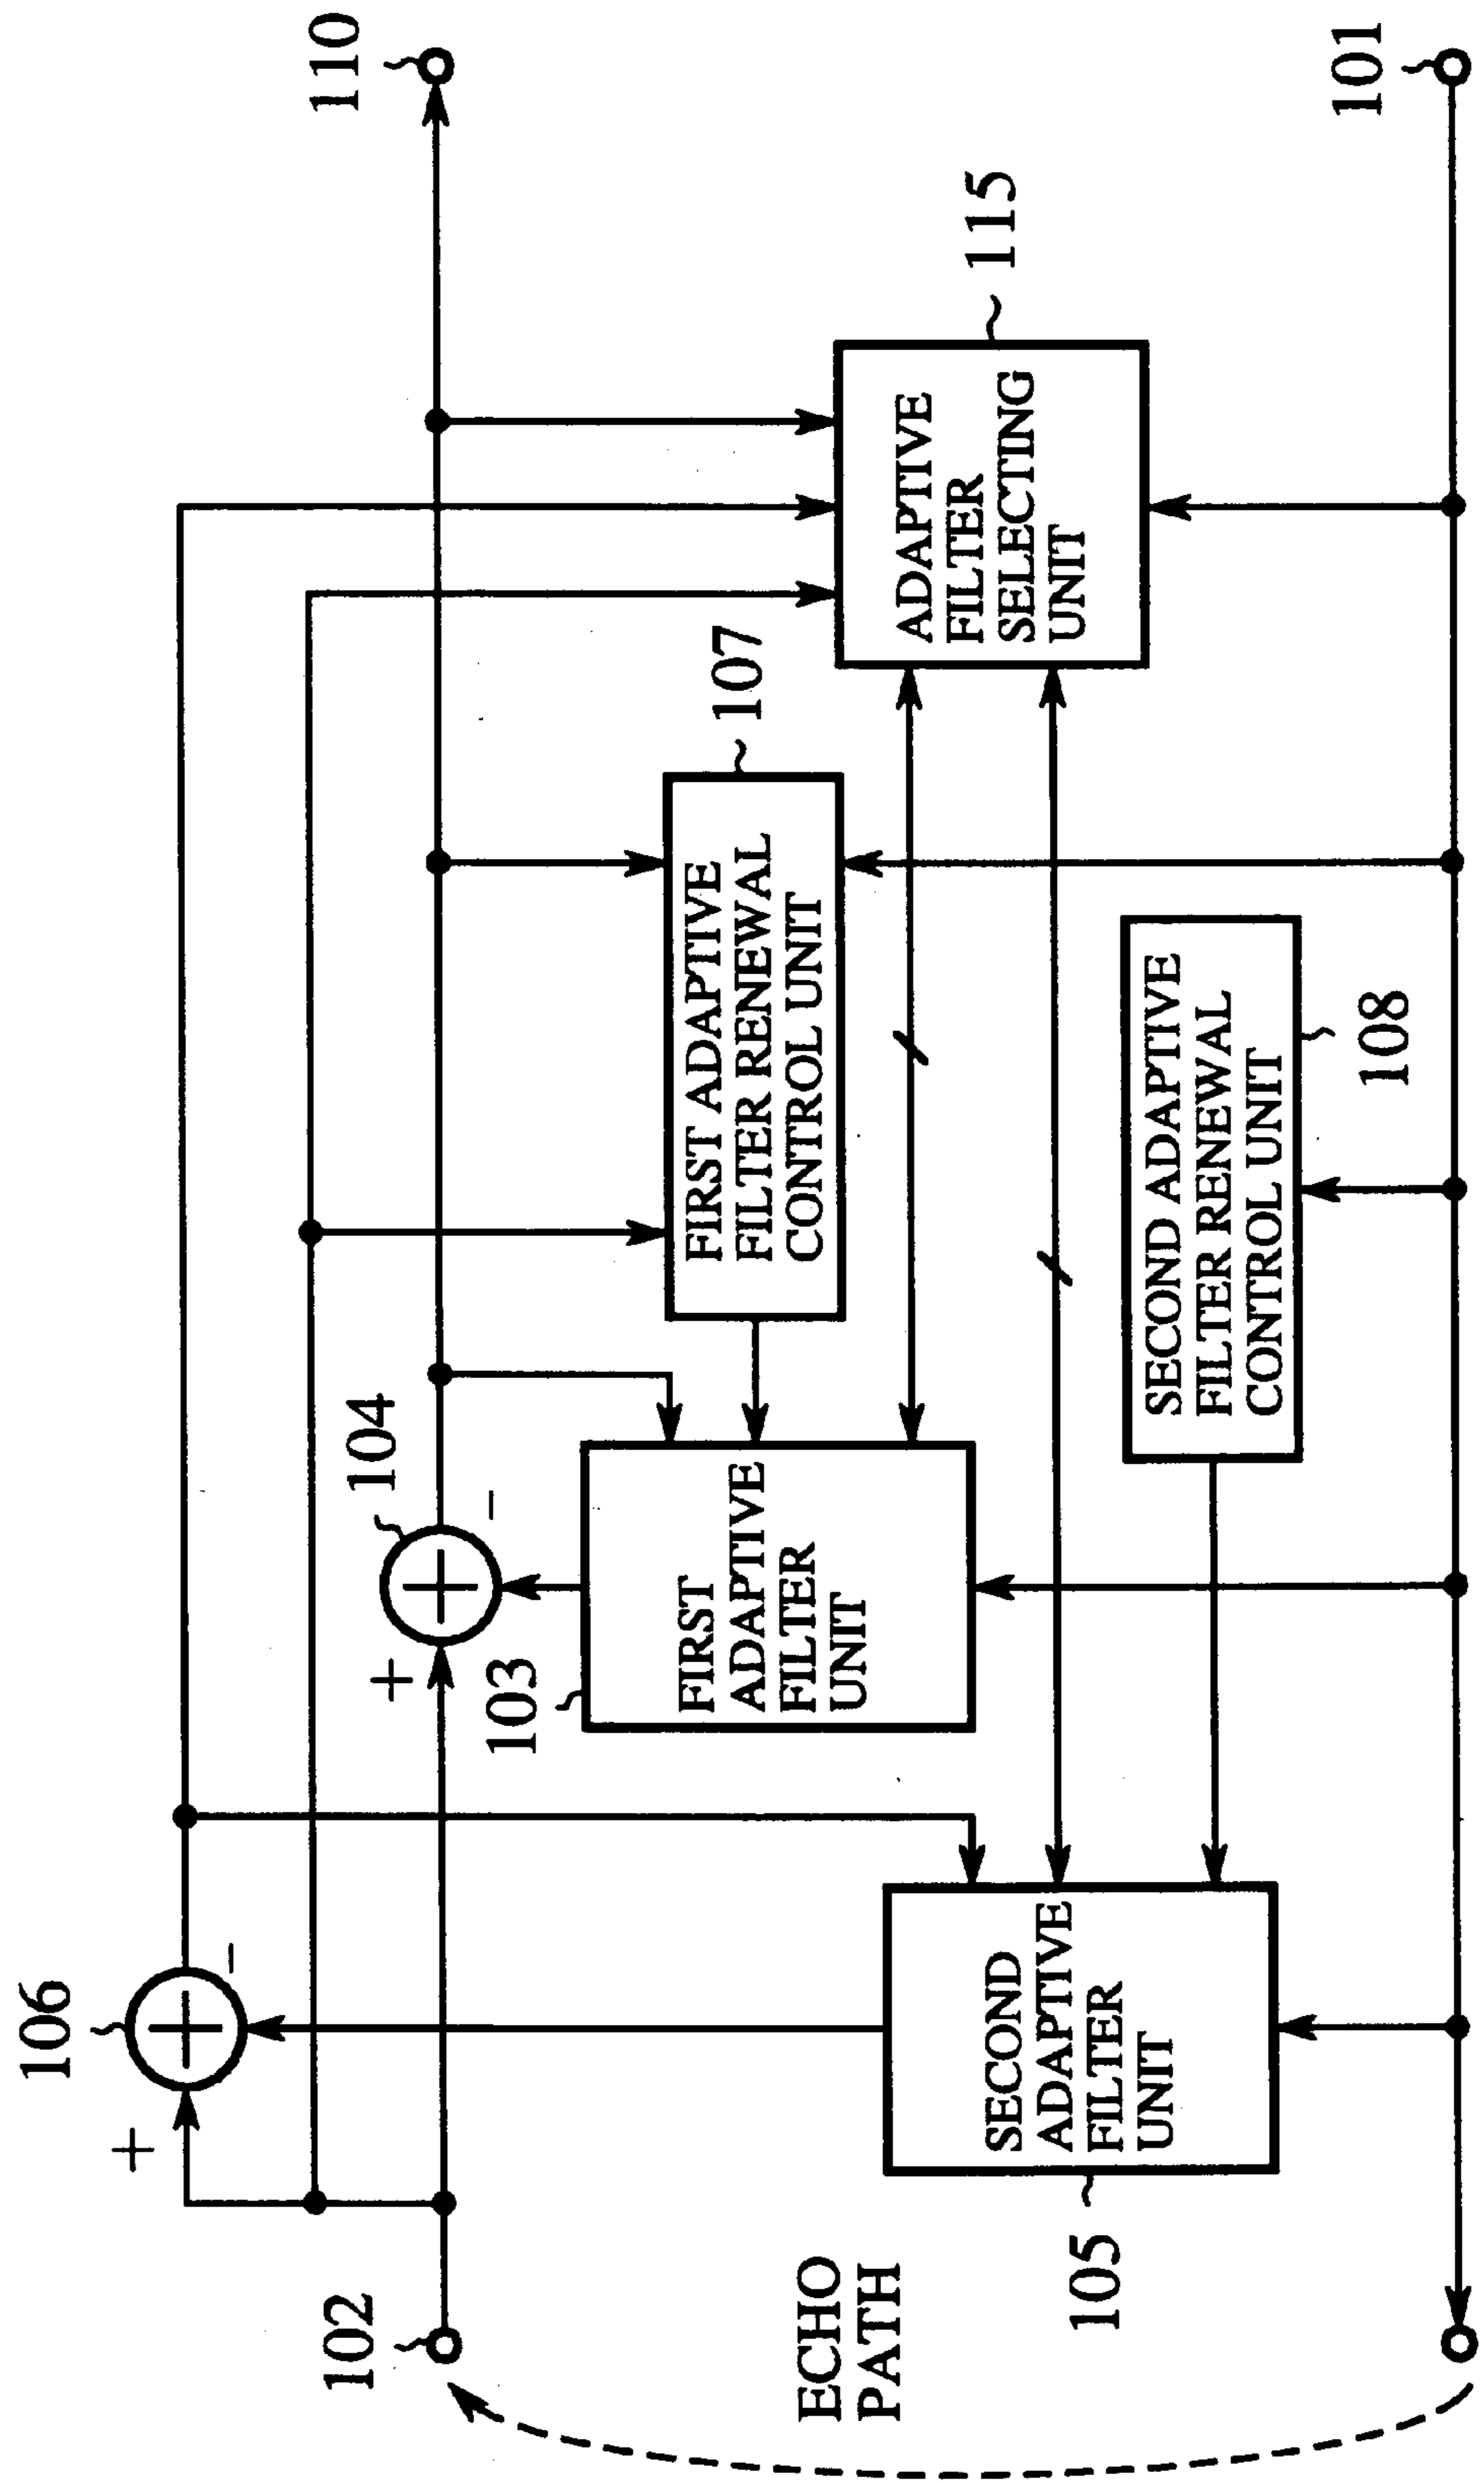 106
+
−
102
104
+
−
110
103
FIRST
ADAPTIVE
FILTER
UNIT
FIRST ADAPTIVE
FILTER RENEWAL
CONTROL UNIT
107
ADAPTIVE
FILTER
SELECTING
UNIT
115
ECHO
PATH
SECOND
ADAPTIVE
FILTER
UNIT
105
SECOND ADAPTIVE
FILTER RENEWAL
CONTROL UNIT
108
101